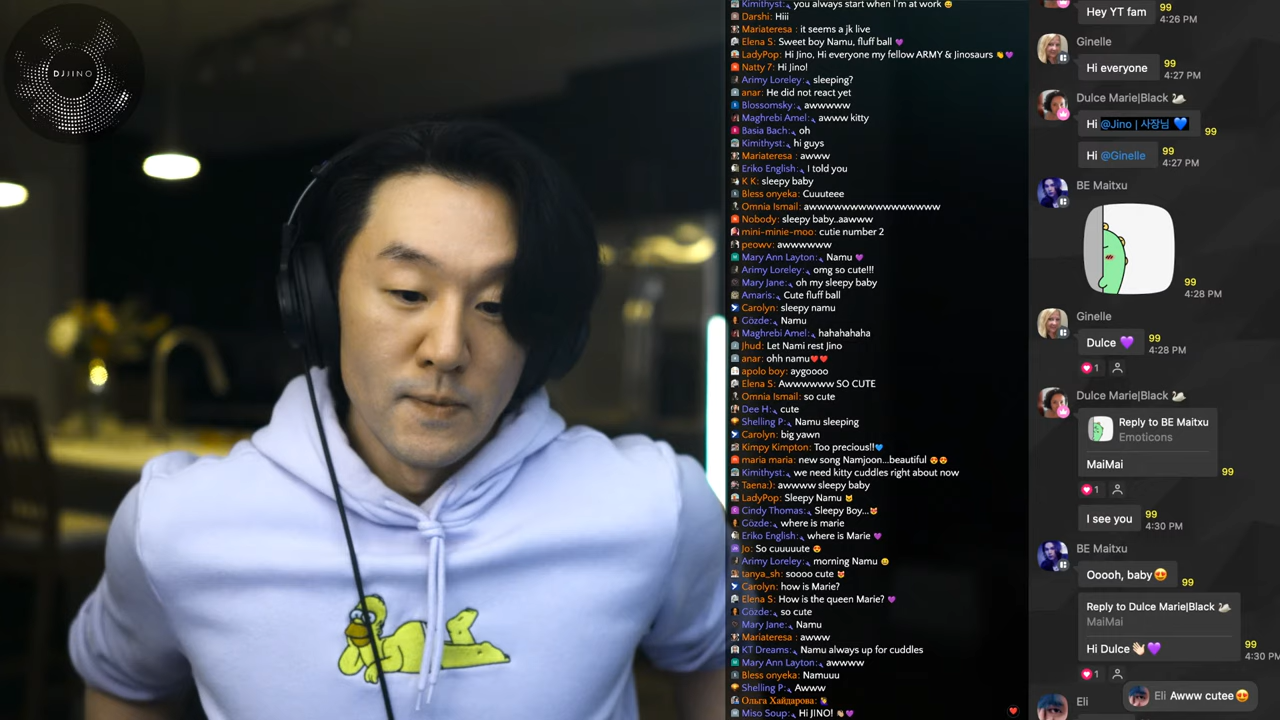 DJJINO
Kimithyst: you always start when I'm at work 😄
Darshi: Hiii
Mariateresa : it seems a jk live
Elena S: Sweet boy Namu, fluff ball 💜
LadyPop: Hi Jino, Hi everyone my fellow ARMY & Jinosaurs 👋💜
Natty 7: Hi Jino!
Arimy Loreley: sleeping?
anar: He did not react yet
Blossomsky: awwwww
Maghrebi Amel: awww kitty
Basia Bach: oh
Kimithyst: hi guys
Mariateresa : awww
Eriko English: I told you
K K: sleepy baby
Bless onyeka: Cuuuteee
Omnia Ismail: awwwwwwwwwwwwwwwww
Nobody: sleepy baby..aawww
mini-minie-moo: cutie number 2
peowv: awwwwww
Mary Ann Layton: Namu 💜
Arimy Loreley: omg so cute!!!
Mary Jane: oh my sleepy baby
Amaris: Cute fluff ball
Carolyn: sleepy namu
Gözde: Namu
Maghrebi Amel: hahahahaha
Jhud: Let Nami rest Jino
anar: ohh namu❤️❤️
apolo boy: aygoooo
Elena S: Awwwwww SO CUTE
Omnia Ismail: so cute
Dee H: cute
Shelling P: Namu sleeping
Carolyn: big yawn
Kimpy Kimpton: Too precious!!💙
maria maria: new song Namjoon...beautiful 😍😍
Kimithyst: we need kitty cuddles right about now
Taena:): awwww sleepy baby
LadyPop: Sleepy Namu 😺
Cindy Thomas: Sleepy Boy...😻
Gözde: where is marie
Eriko English: where is Marie 💜
Jo: So cuuuuute 😍
Arimy Loreley: morning Namu 😄
tanya_sh: soooo cute 😻
Carolyn: how is Marie?
Elena S: How is the queen Marie? 💜
Gözde: so cute
Mary Jane: Namu
Mariateresa : awww
KT Dreams: Namu always up for cuddles
Mary Ann Layton: awwww
Bless onyeka: Namuuu
Shelling P: Awww
Ольга Хайдарова:
Miso Soup: Hi JINO! 👋💜
Hey YT fam
99
4:26 PM
Ginelle
Hi everyone
99
4:27 PM
Dulce Marie|Black 🦢
Hi @Jino | 사장님 💙
99
Hi @Ginelle
99
4:27 PM
BE Maitxu
99
4:28 PM
Ginelle
Dulce 💜
99
4:28 PM
1
Dulce Marie|Black 🦢
Reply to BE Maitxu
Emoticons
MaiMai
99
1
I see you
99
4:30 PM
BE Maitxu
Ooooh, baby😍
99
Reply to Dulce Marie|Black 🦢
MaiMai
Hi Dulce 👋🏻💜
99
4:30 PM
1
Eli
Eli Awww cutee😍